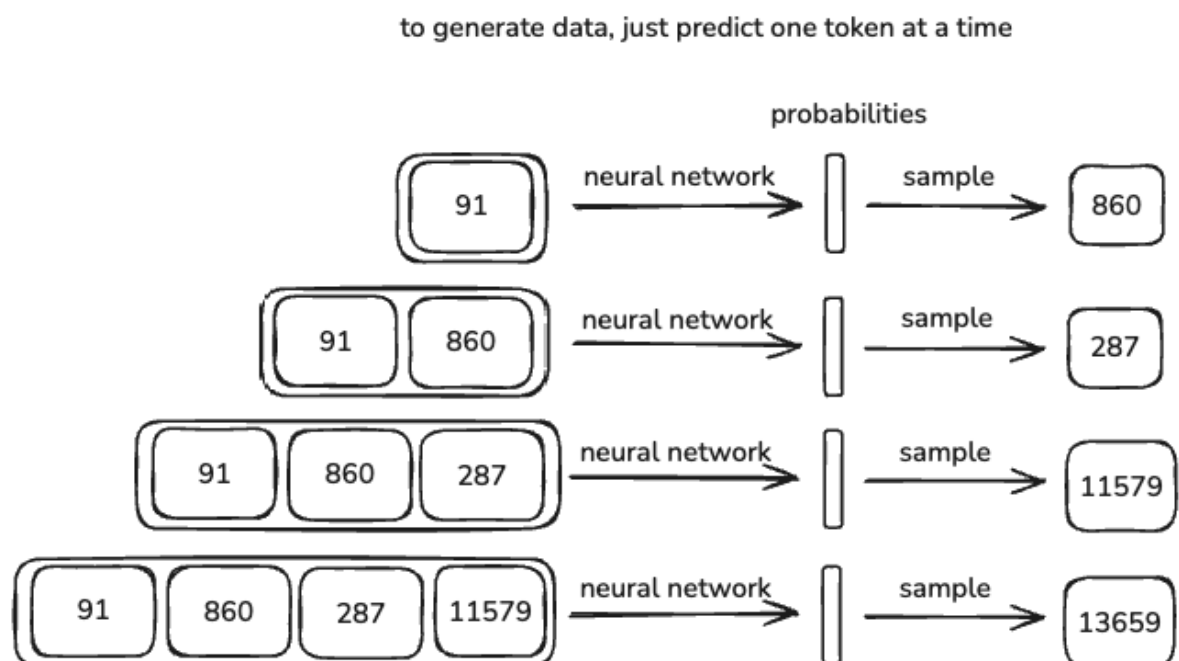 to generate data, just predict one token at a time
probabilities
91 neural network sample 860
91 860 neural network sample 287
91 860 287 neural network sample 11579
91 860 287 11579 neural network sample 13659